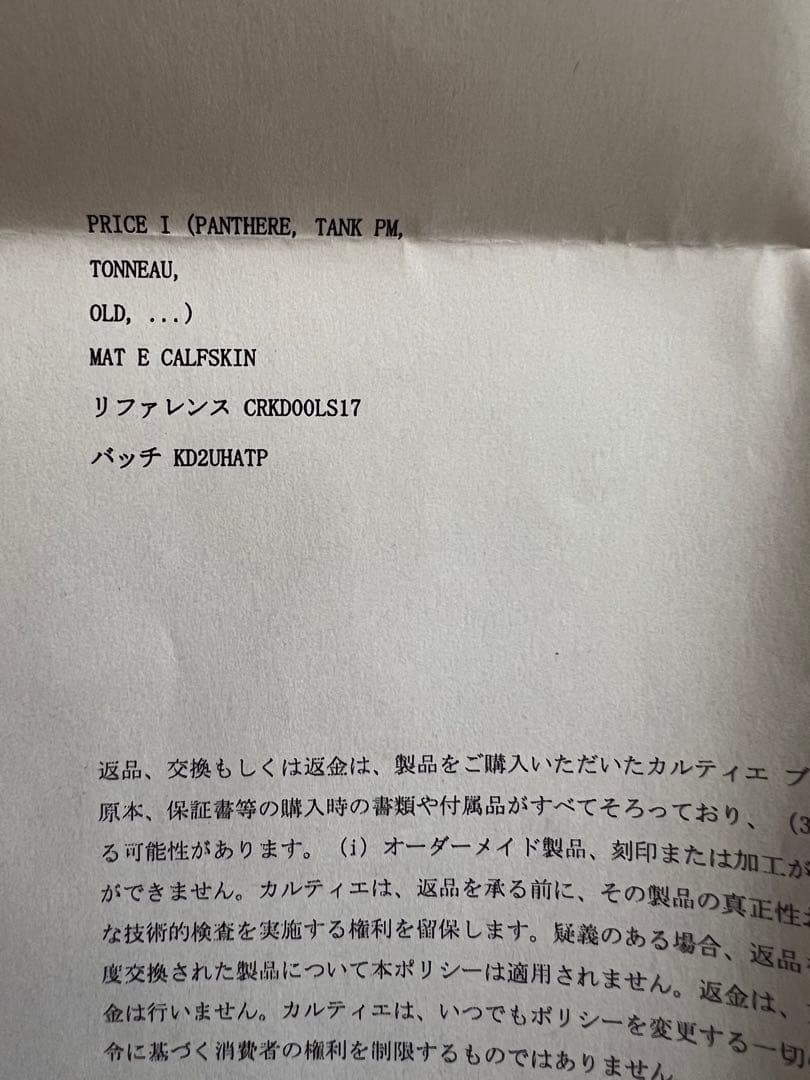 PRICE I (PANTHERE, TANK PM,
TONNEAU,
OLD, ...)
MAT E CALFSKIN
リファレンス CRKD00LS17
バッチ KD2UHATP
返品、交換もしくは返金は、製品をご購入いただいたカルティエ ブ
原本、保証書等の購入時の書類や付属品がすべてそろっており、 (3
る可能性があります。 (i) オーダーメイド製品、刻印または加工が
ができません。カルティエは、返品を承る前に、その製品の真正性お
な技術的検査を実施する権利を留保します。疑義のある場合、返品
度交換された製品について本ポリシーは適用されません。返金は、
金は行いません。カルティエは、いつでもポリシーを変更する一切の
令に基づく消費者の権利を制限するものではありません。